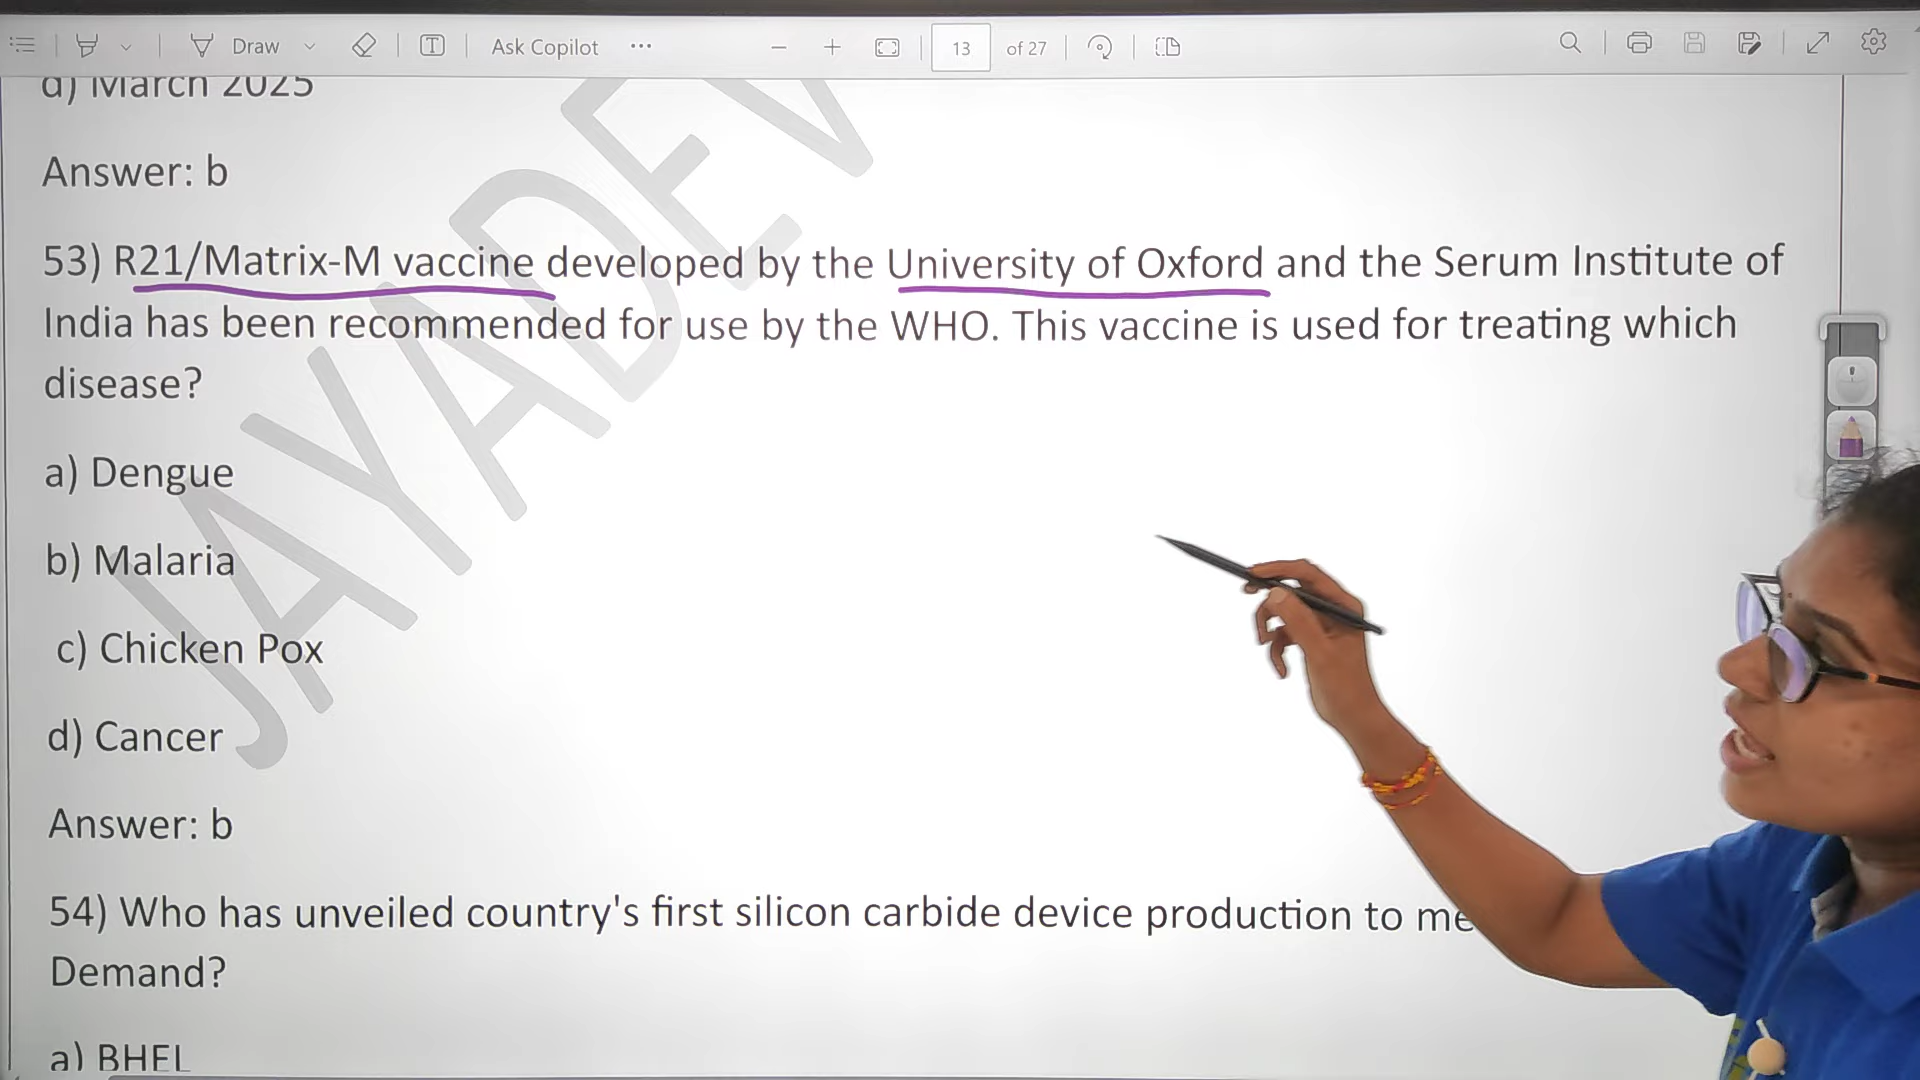 Draw
Ask Copilot
13 of 27
d) March 2025
Answer: b
53) R21/Matrix-M vaccine developed by the University of Oxford and the Serum Institute of
India has been recommended for use by the WHO. This vaccine is used for treating which
disease?
a) Dengue
b) Malaria
c) Chicken Pox
d) Cancer
Answer: b
54) Who has unveiled country's first silicon carbide device production to
Demand?
a) BHEL
JAYADEV